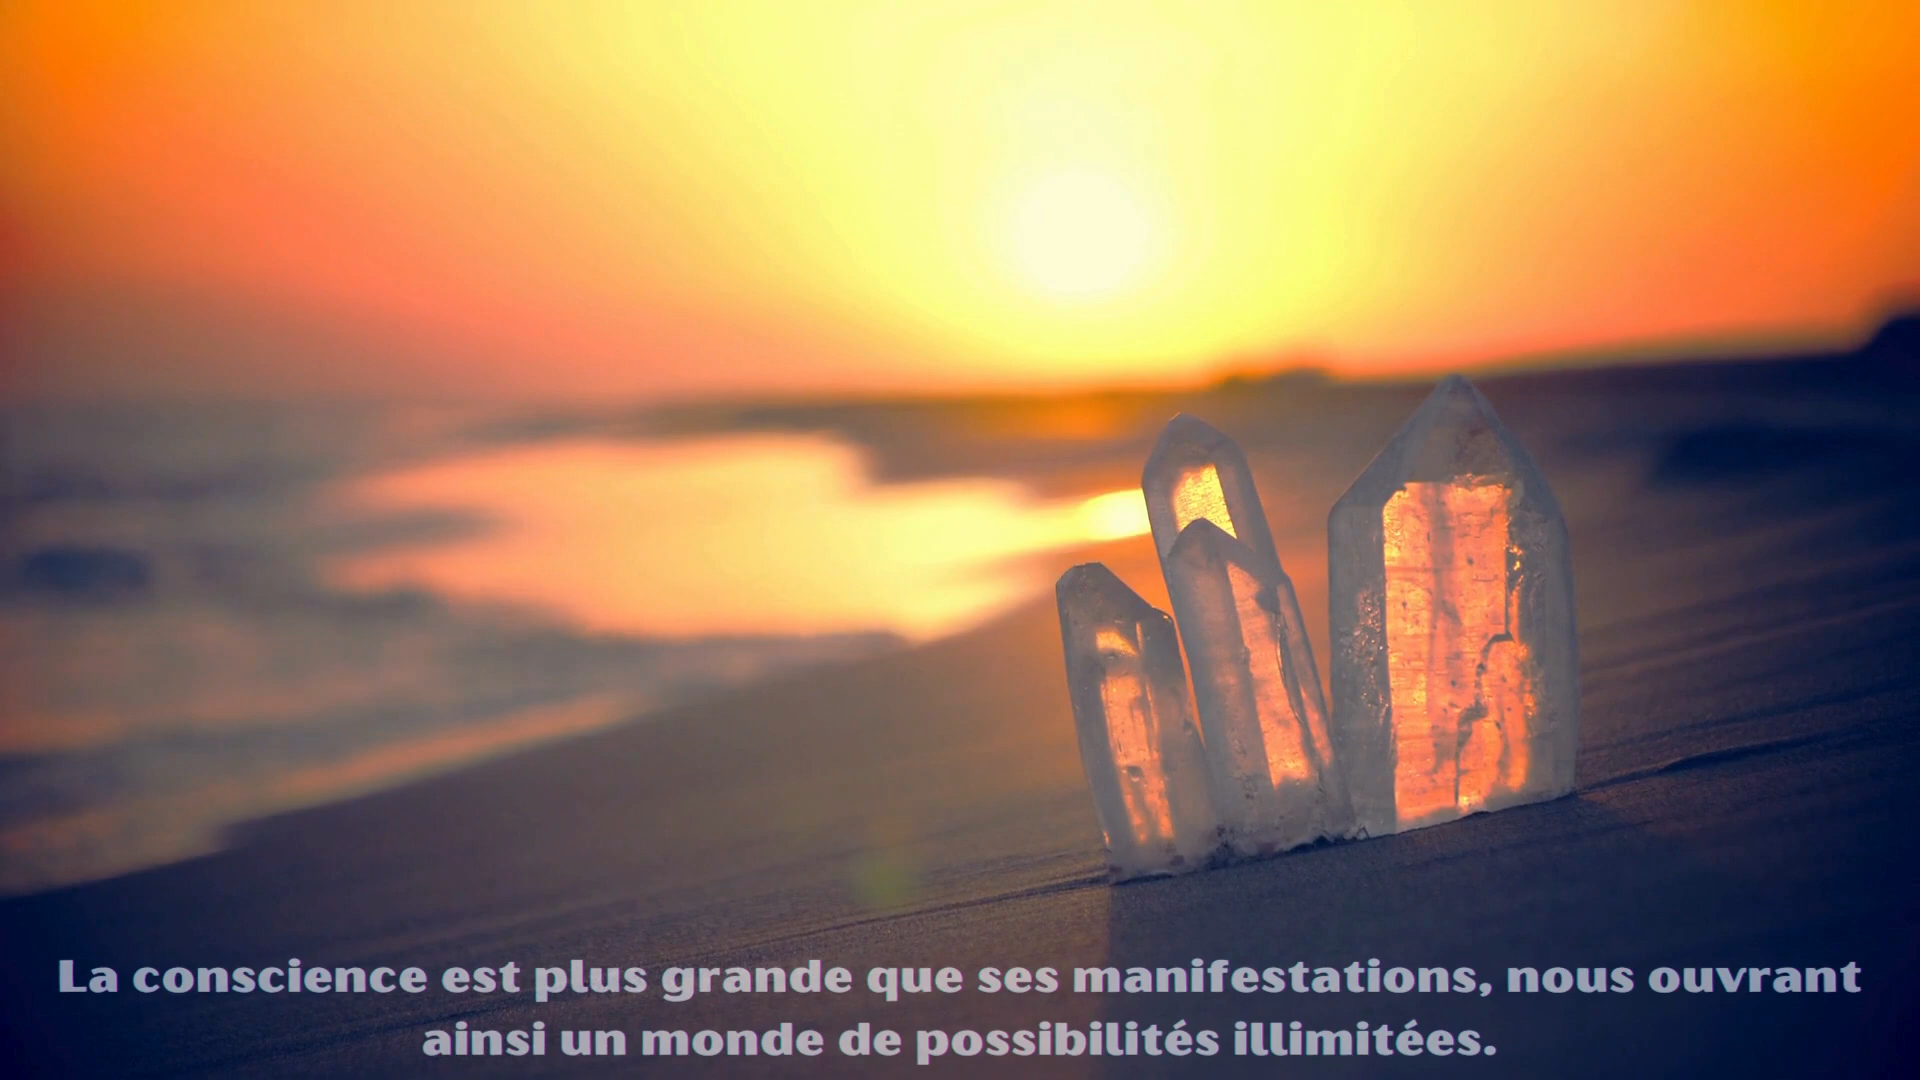 La conscience est plus grande que ses manifestations, nous ouvrant
ainsi un monde de possibilités illimitées.